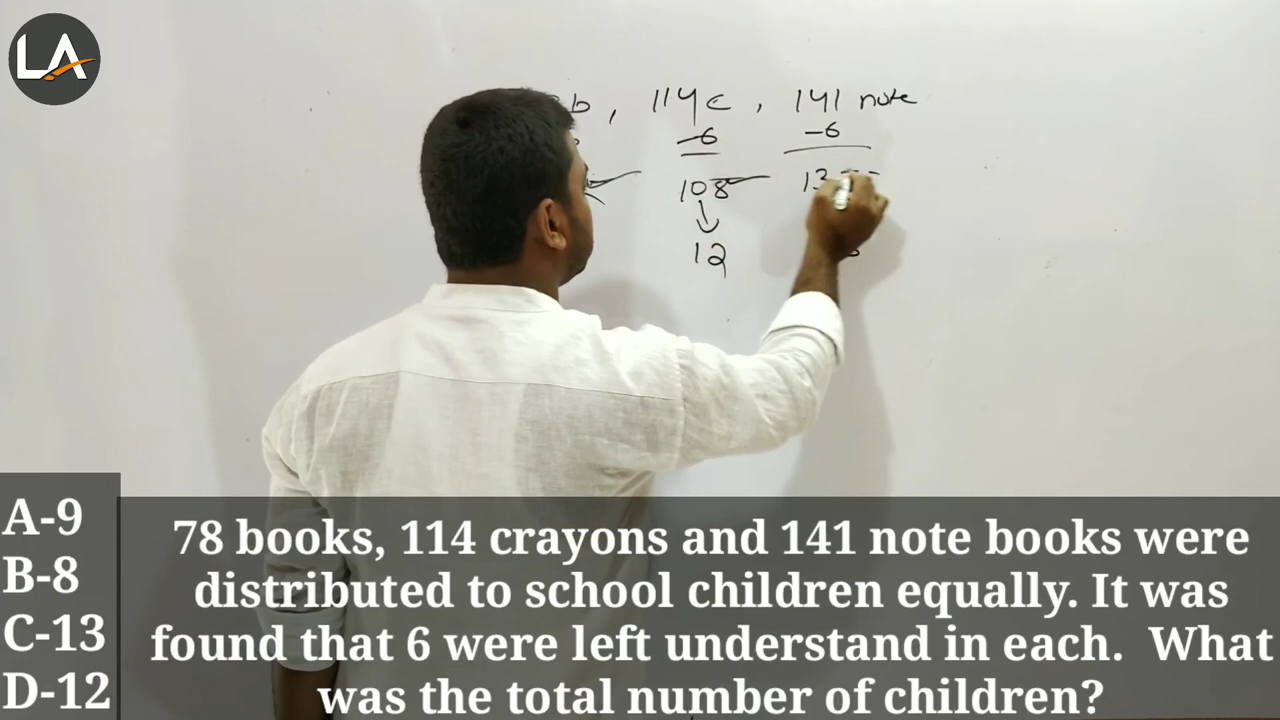 LA
b, 114c, 141 note
-6 -6
108 13
12
A-9
B-8
C-13
D-12
78 books, 114 crayons and 141 note books were
distributed to school children equally. It was
found that 6 were left understand in each. What
was the total number of children?